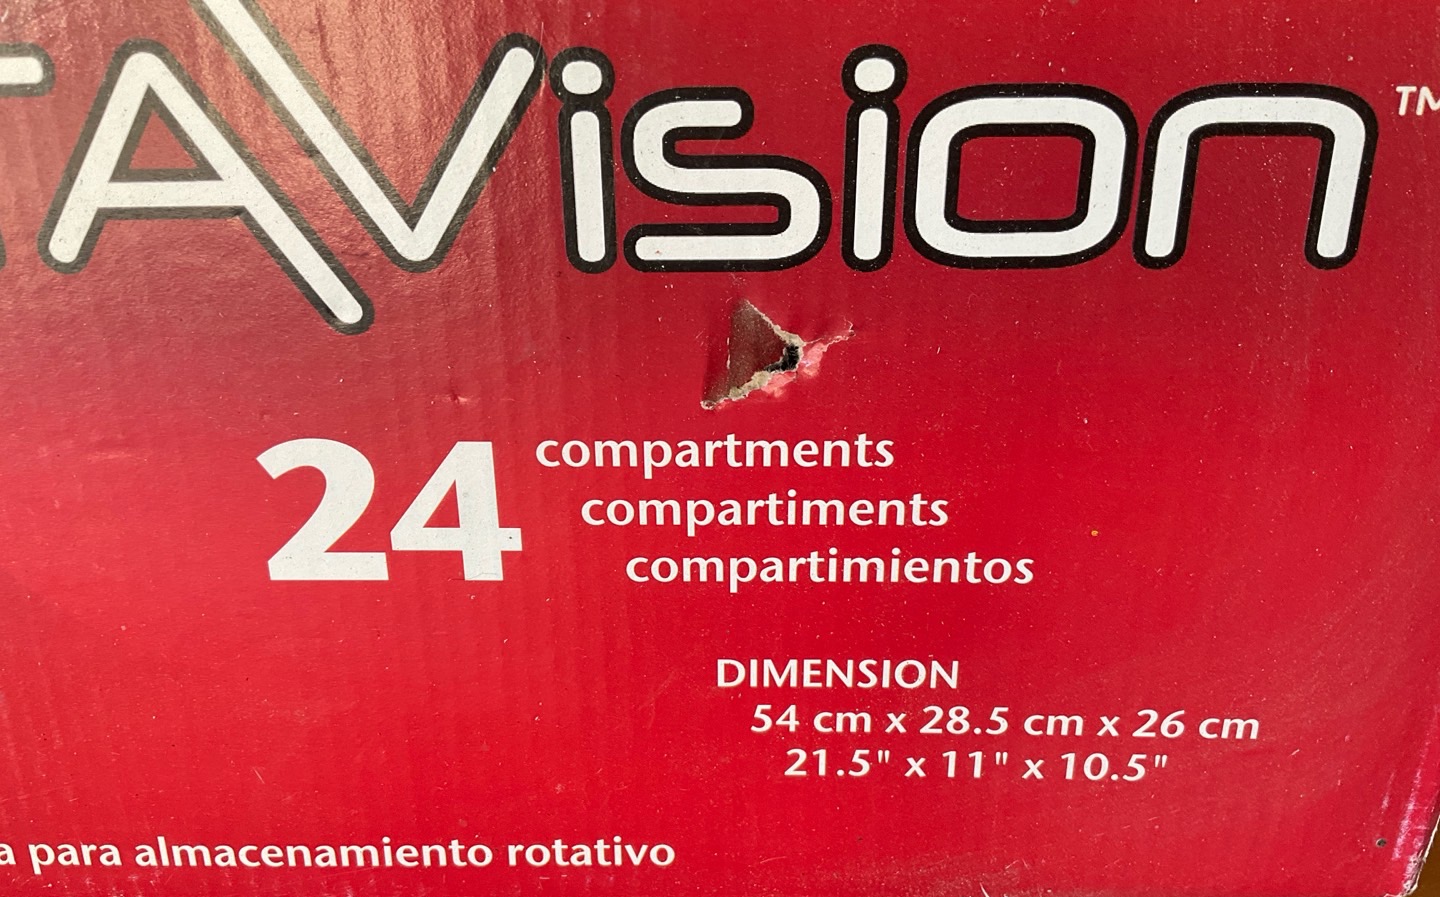 TAVision™
24 compartments
compartiments
compartimientos
DIMENSION
54 cm x 28.5 cm x 26 cm
21.5" x 11" x 10.5"
a para almacenamiento rotativo